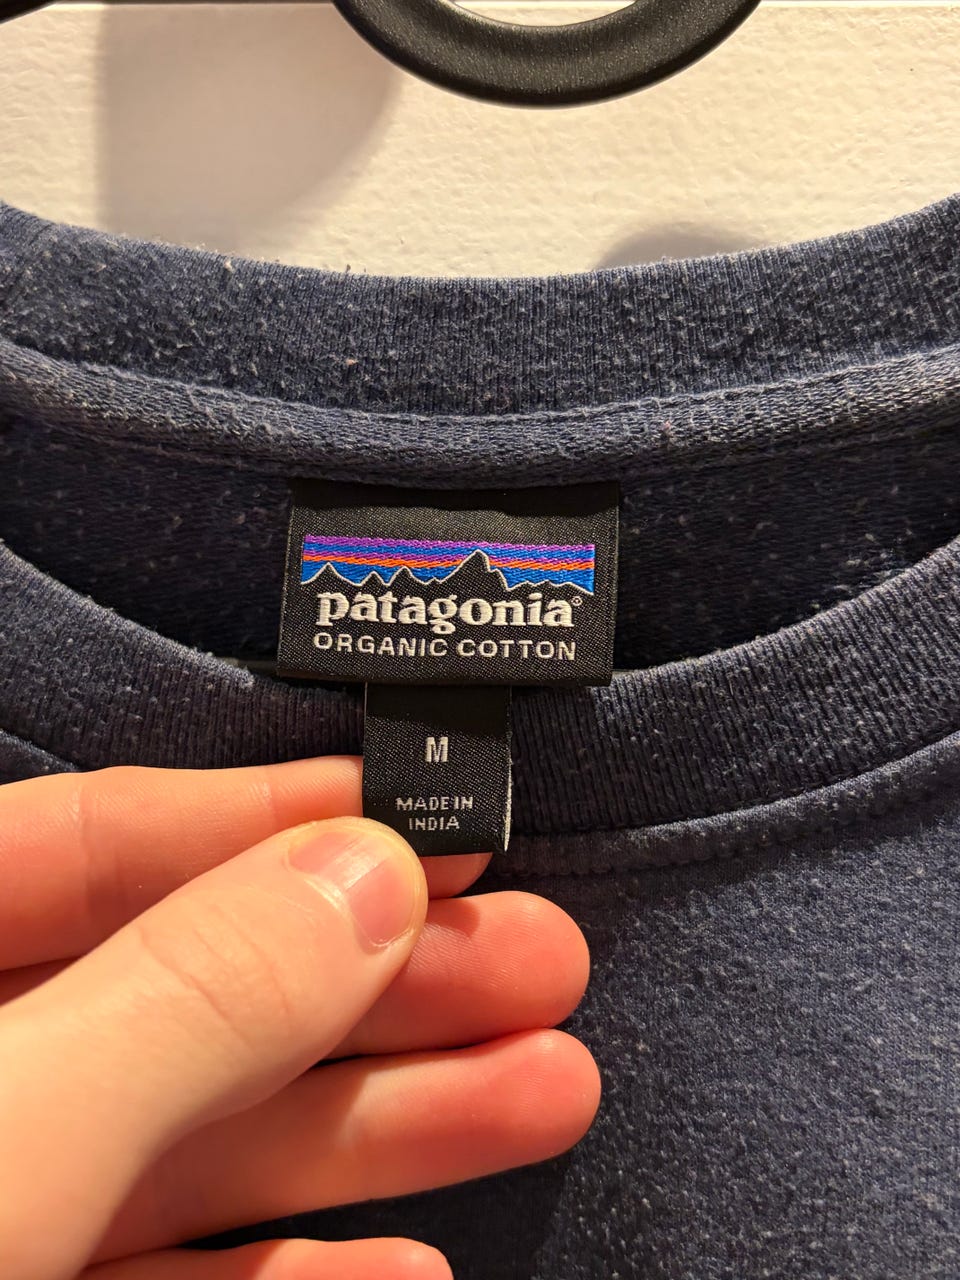 patagonia®
ORGANIC COTTON
M
MADE IN
INDIA